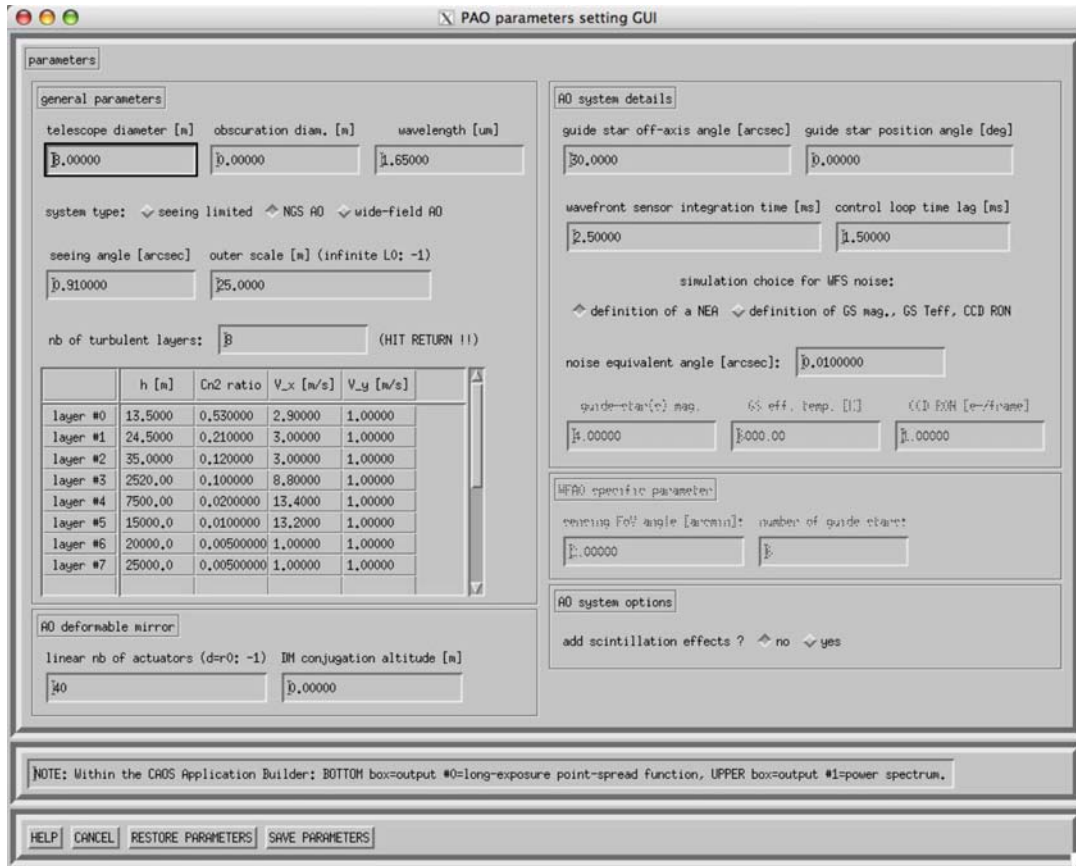 X PAO parameters setting GUI
parameters
general parameters
telescope diameter [m] obscuration diam. [m] wavelength [um]
8.00000 0.00000 1.65000
system type: seeing limited NGS AO wide-field AO
seeing angle [arcsec] outer scale [m] (infinite L0: -1)
0.910000 25.0000
nb of turbulent layers: 8 (HIT RETURN !!)
h [m] Cn2 ratio V_x [m/s] V_y [m/s]
layer #0 13.5000 0.530000 2.90000 1.00000
layer #1 24.5000 0.210000 3.00000 1.00000
layer #2 35.0000 0.120000 3.00000 1.00000
layer #3 2520.00 0.100000 8.80000 1.00000
layer #4 7500.00 0.0200000 13.4000 1.00000
layer #5 15000.0 0.0100000 13.2000 1.00000
layer #6 20000.0 0.00500000 1.00000 1.00000
layer #7 25000.0 0.00500000 1.00000 1.00000
AO deformable mirror
linear nb of actuators (d=r0: -1) DM conjugation altitude [m]
40 0.00000
AO system details
guide star off-axis angle [arcsec] guide star position angle [deg]
30.0000 0.00000
wavefront sensor integration time [ms] control loop time lag [ms]
2.50000 1.50000
simulation choice for WFS noise:
definition of a NEA definition of GS mag., GS Teff, CCD RON
noise equivalent angle [arcsec]: 0.0100000
guide-star(s) mag. GS eff. temp. [K] CCD RON [e-/frame]
000.00 1.00000
WFAO specific parameter
sensing FoV angle [arcmin]: number of guide stars:
AO system options
add scintillation effects ? no yes
NOTE: Within the CAOS Application Builder: BOTTOM box=output #0=long-exposure point-spread function, UPPER box=output #1=power spectrum.
HELP CANCEL RESTORE PARAMETERS SAVE PARAMETERS